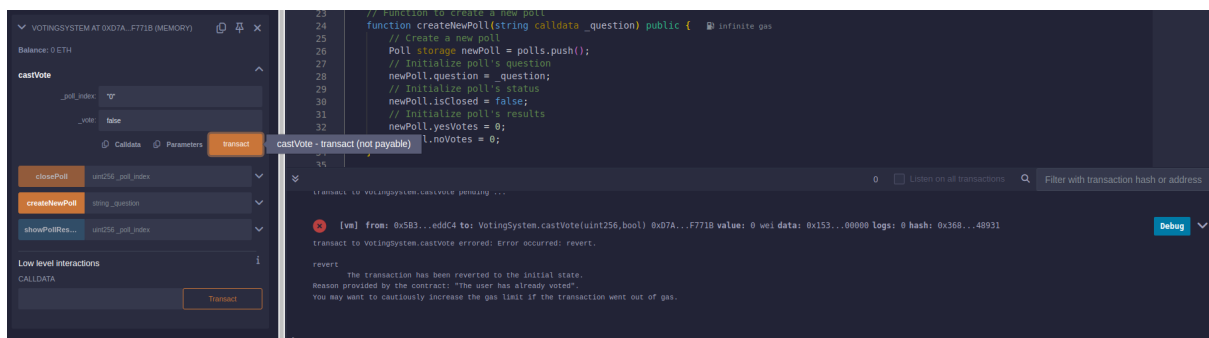 VOTINGSYSTEM AT 0XD7A...F771B (MEMORY)
Balance: 0 ETH
castVote
_poll_index: "0"
_vote: false
Calldata Parameters transact
castVote - transact (not payable)
closePoll uint256 _poll_index
createNewPoll string _question
showPollRes... uint256 _poll_index
Low level interactions i
CALLDATA
Transact
23 // Function to create a new poll
24 function createNewPoll(string calldata _question) public { infinite gas
25 // Create a new poll
26 Poll storage newPoll = polls.push();
27 // Initialize poll's question
28 newPoll.question = _question;
29 // Initialize poll's status
30 newPoll.isClosed = false;
31 // Initialize poll's results
32 newPoll.yesVotes = 0;
l.noVotes = 0;
35
0 Listen on all transactions Filter with transaction hash or address
transact to VotingSystem.castVote pending ...
[vm] from: 0x5B3...eddC4 to: VotingSystem.castVote(uint256,bool) 0xD7A...F771B value: 0 wei data: 0x153...00000 logs: 0 hash: 0x368...48931 Debug
transact to VotingSystem.castVote errored: Error occurred: revert.
revert
The transaction has been reverted to the initial state.
Reason provided by the contract: "The user has already voted".
You may want to cautiously increase the gas limit if the transaction went out of gas.